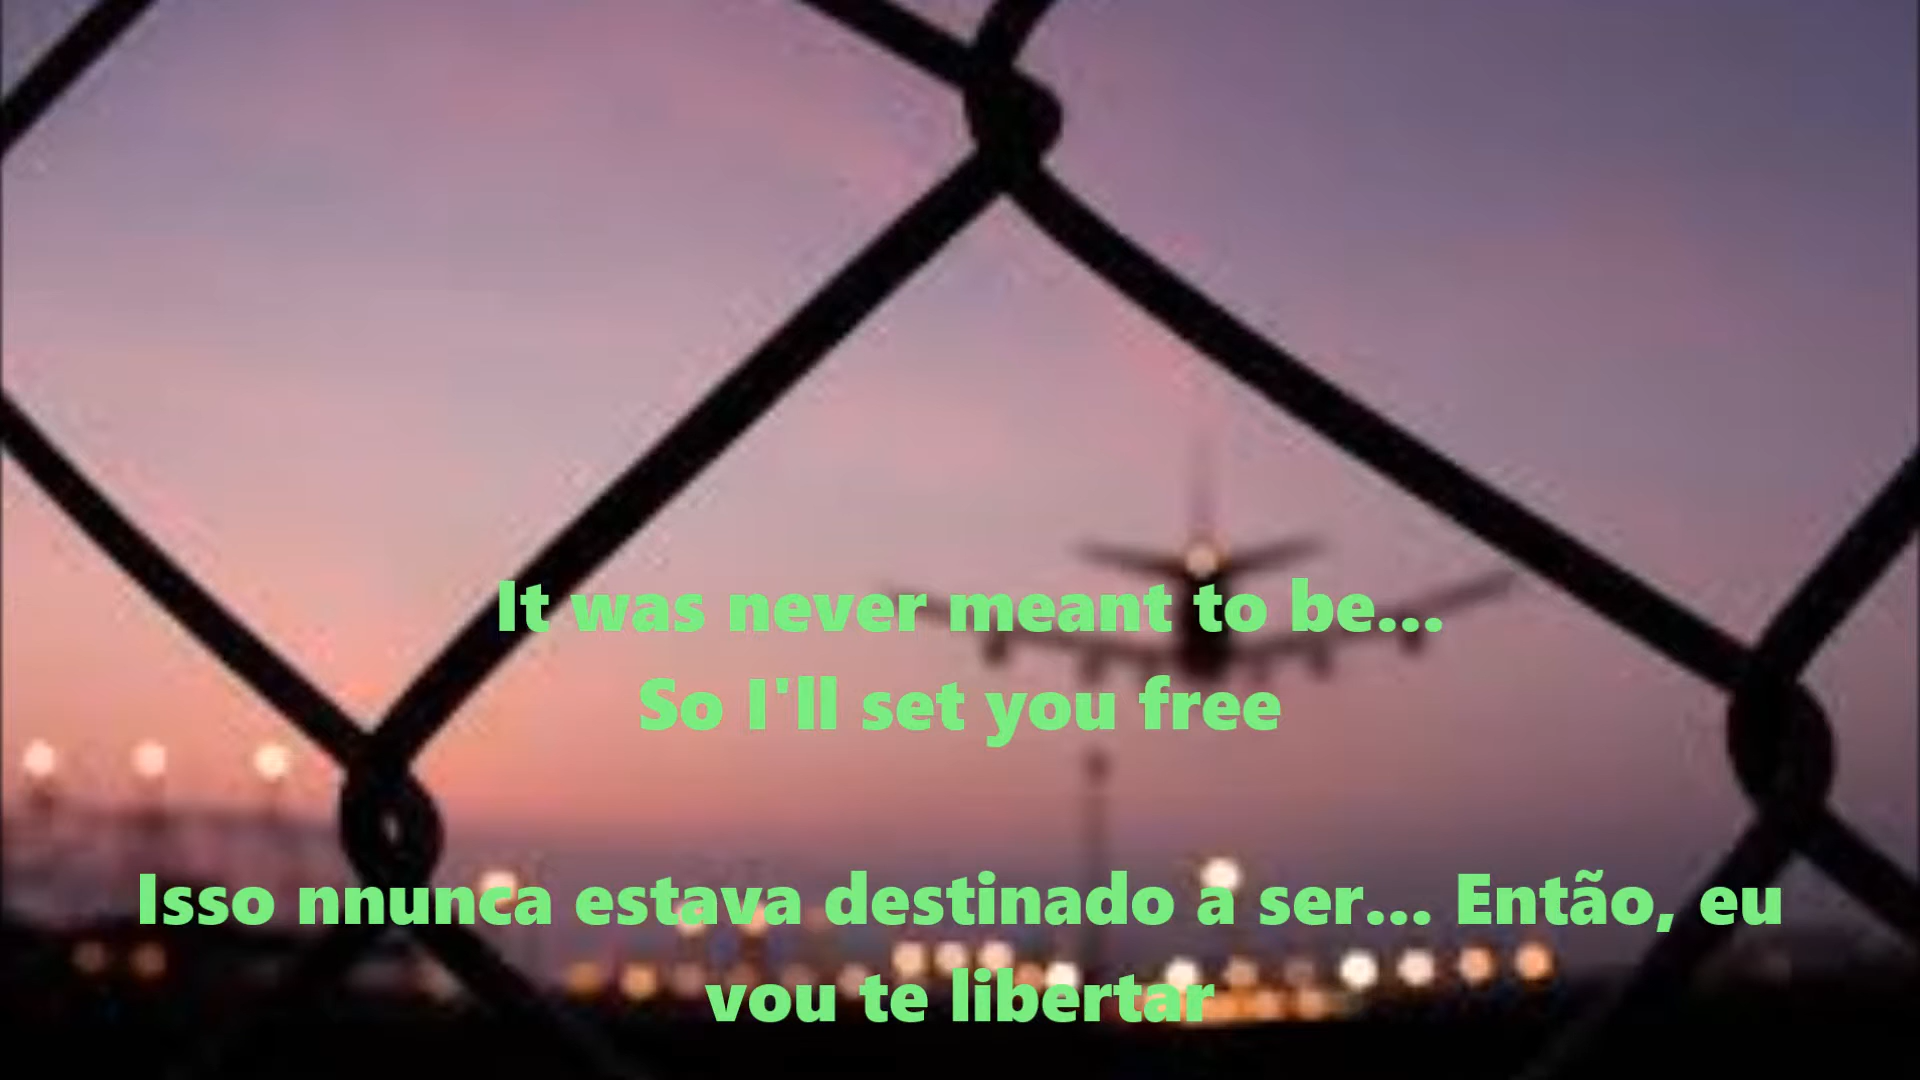 It was never meant to be...
So I'll set you free
Isso nnunca estava destinado a ser... Então, eu
vou te libertar